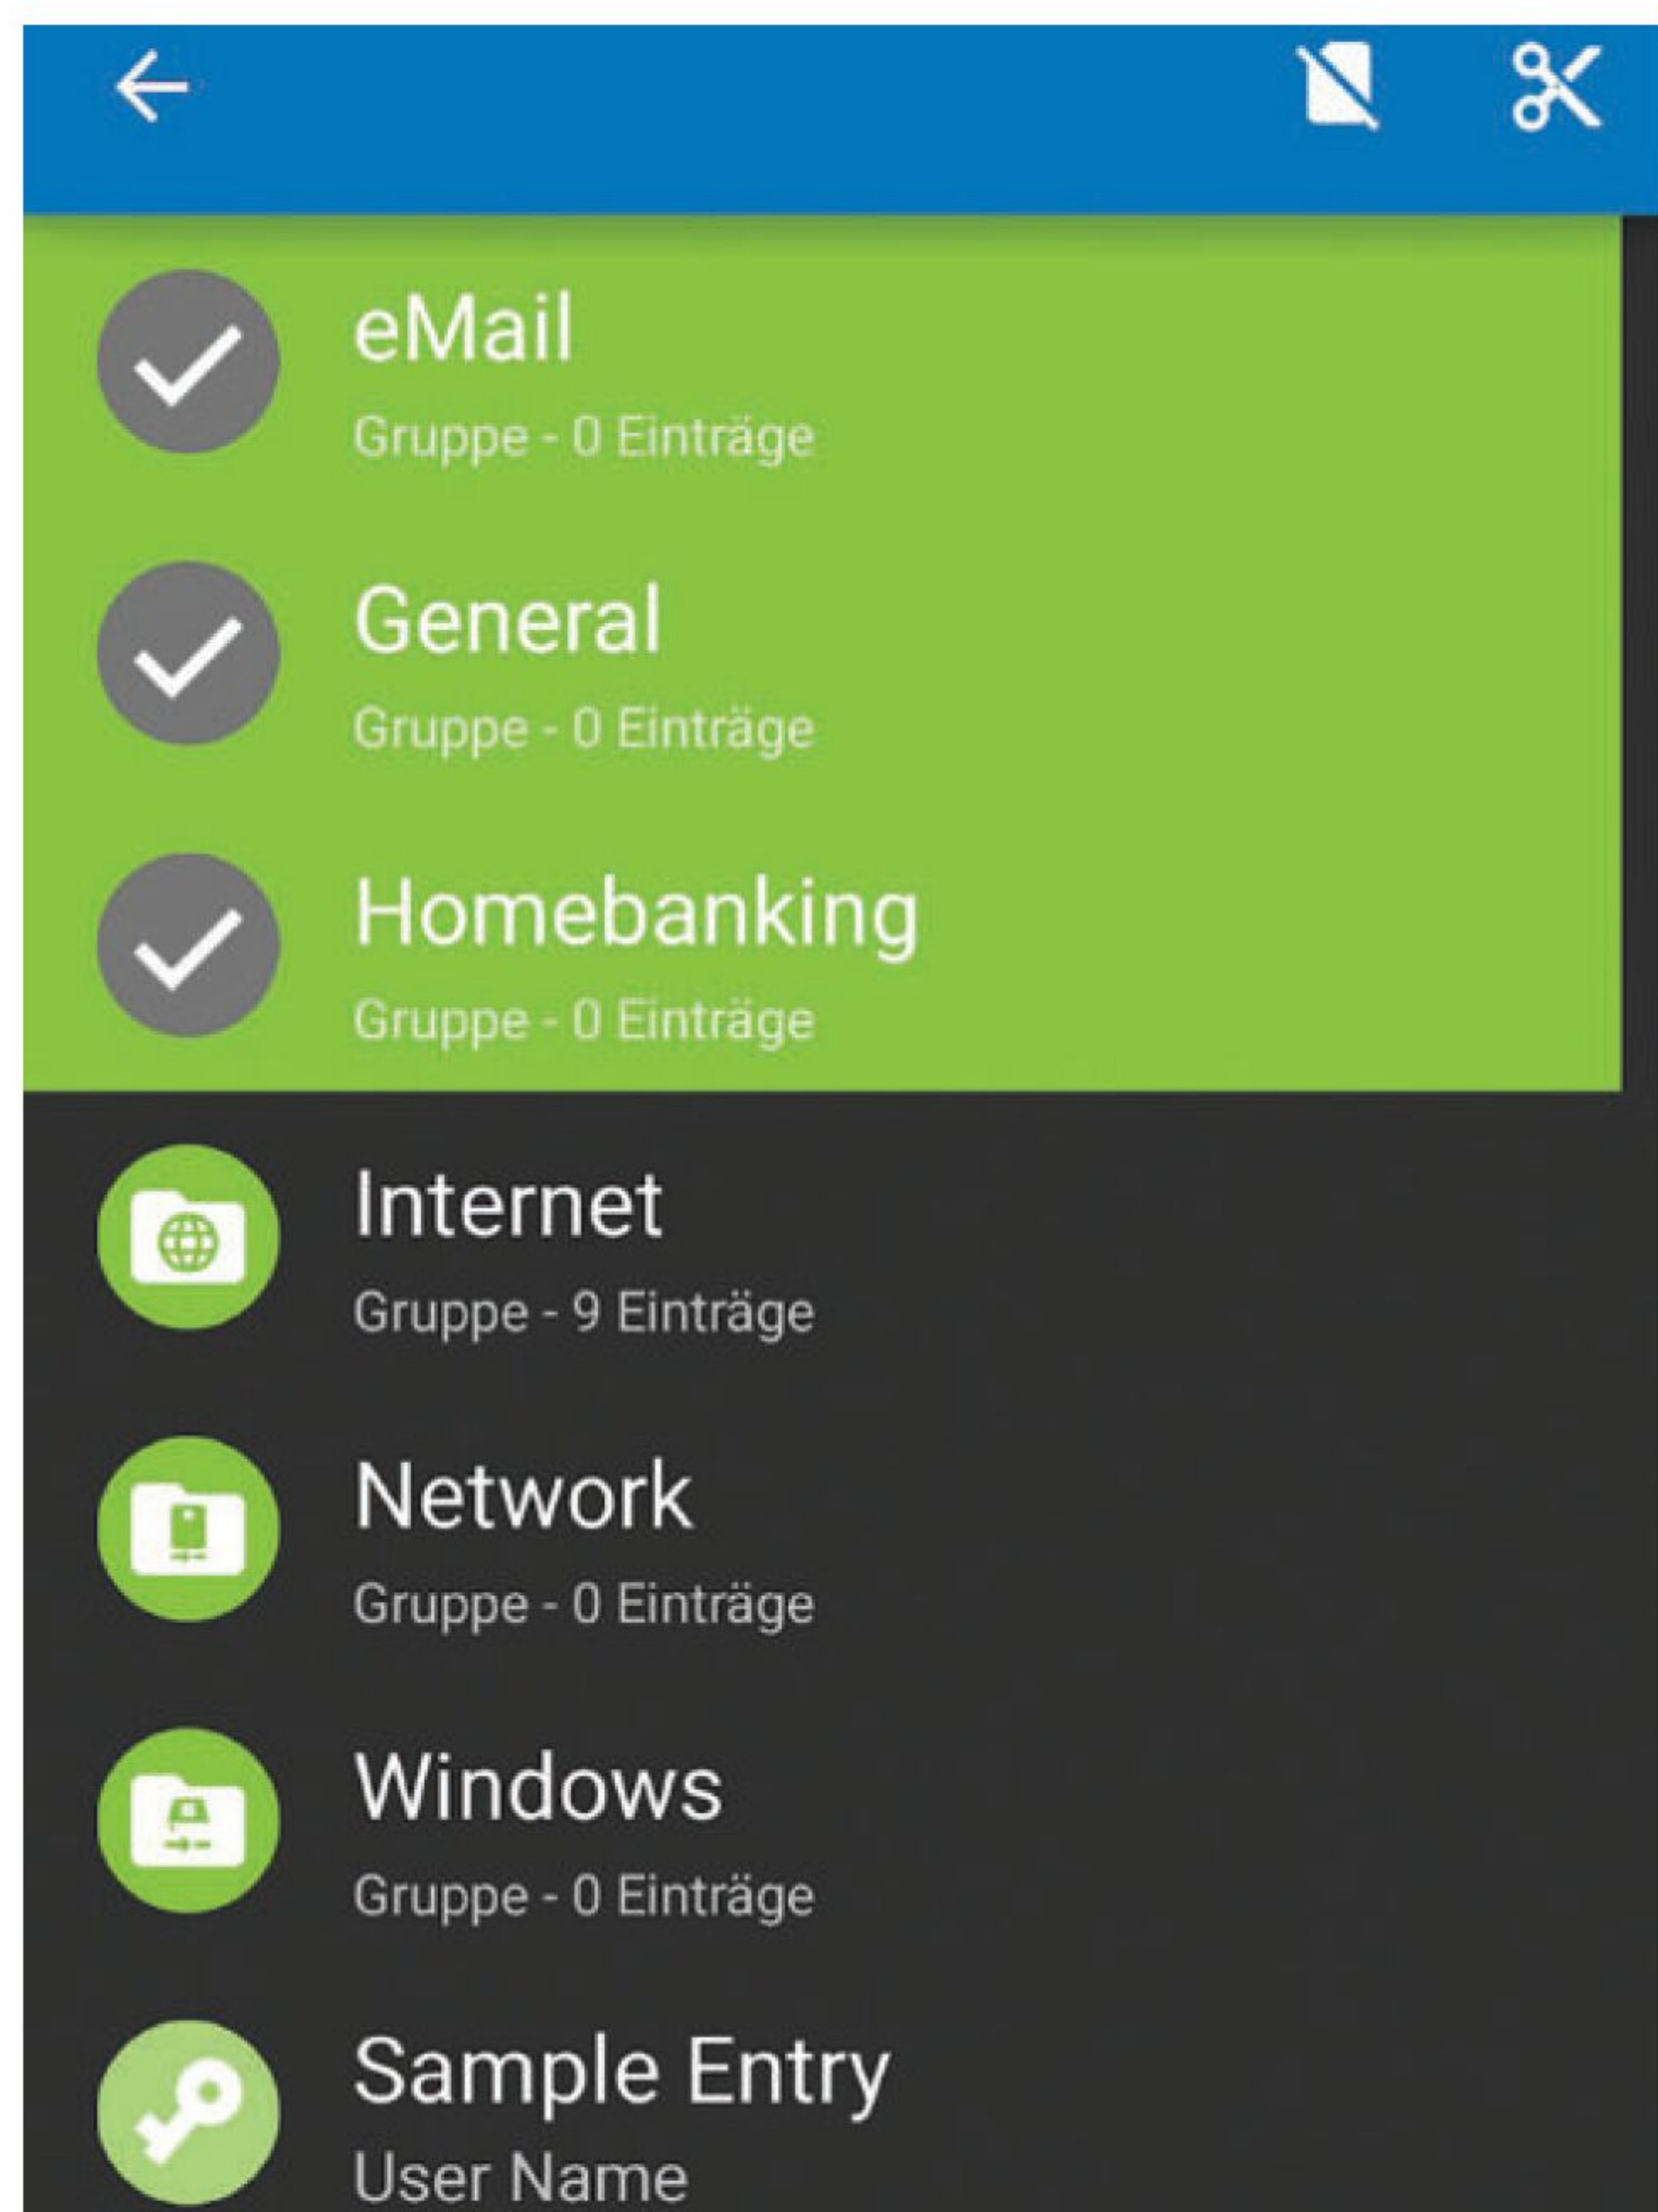 eMail
Gruppe - 0 Einträge
General
Gruppe - 0 Einträge
Homebanking
Gruppe - 0 Einträge
Internet
Gruppe - 9 Einträge
Network
Gruppe - 0 Einträge
Windows
Gruppe - 0 Einträge
Sample Entry
User Name